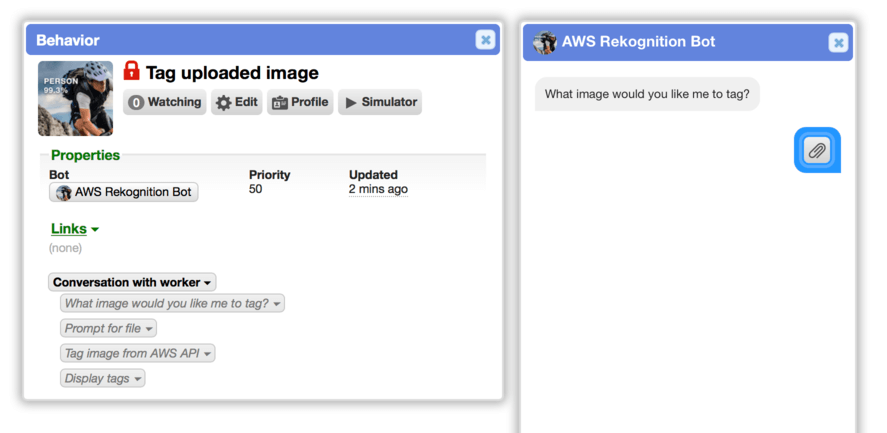 Behavior
PERSON
99.3%
Tag uploaded image
0 Watching Edit Profile Simulator
Properties
Bot Priority Updated
AWS Rekognition Bot 50 2 mins ago
Links
(none)
Conversation with worker
What image would you like me to tag?
Prompt for file
Tag image from AWS API
Display tags
AWS Rekognition Bot
What image would you like me to tag?